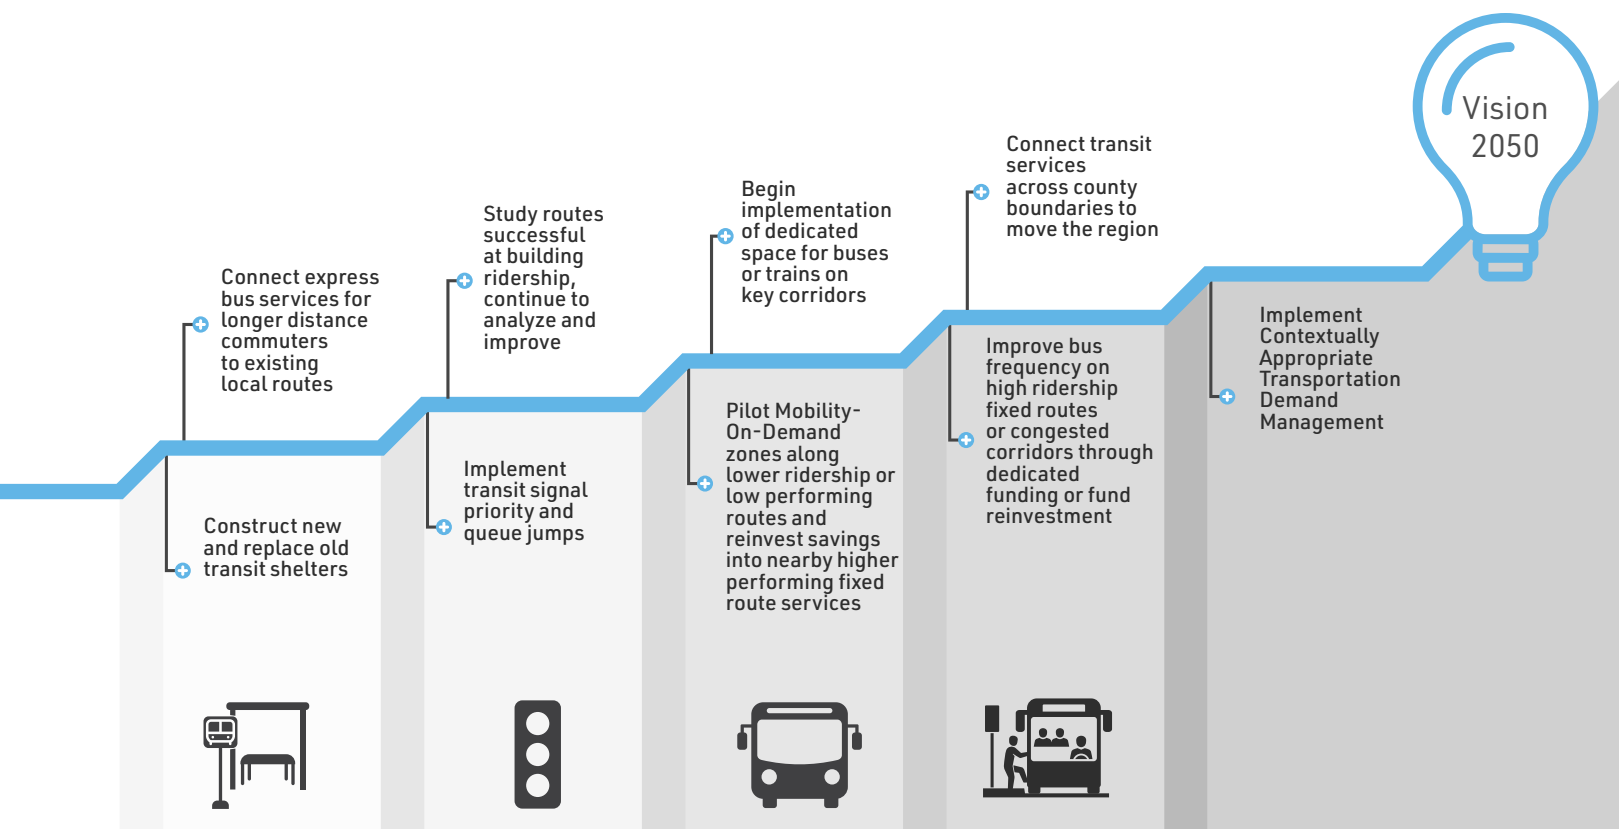 Vision
2050
Connect express
bus services for
longer distance
commuters
to existing
local routes
Construct new
and replace old
transit shelters
Study routes
successful
at building
ridership,
continue to
analyze and
improve
Implement
transit signal
priority and
queue jumps
Begin
implementation
of dedicated
space for buses
or trains on
key corridors
Pilot Mobility-
On-Demand
zones along
lower ridership or
low performing
routes and
reinvest savings
into nearby higher
performing fixed
route services
Connect transit
services
across county
boundaries to
move the region
Improve bus
frequency on
high ridership
fixed routes
or congested
corridors through
dedicated
funding or fund
reinvestment
Implement
Contextually
Appropriate
Transportation
Demand
Management